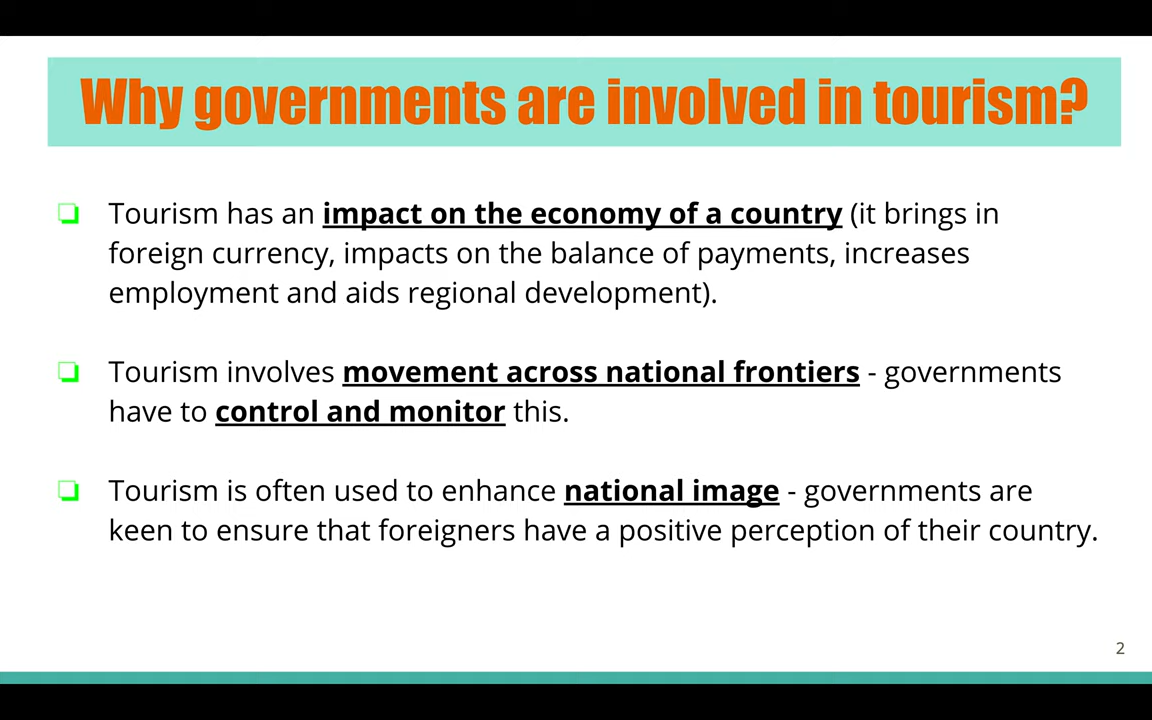 Why governments are involved in tourism?
Tourism has an impact on the economy of a country (it brings in
foreign currency, impacts on the balance of payments, increases
employment and aids regional development).
Tourism involves movement across national frontiers - governments
have to control and monitor this.
Tourism is often used to enhance national image - governments are
keen to ensure that foreigners have a positive perception of their country.
2